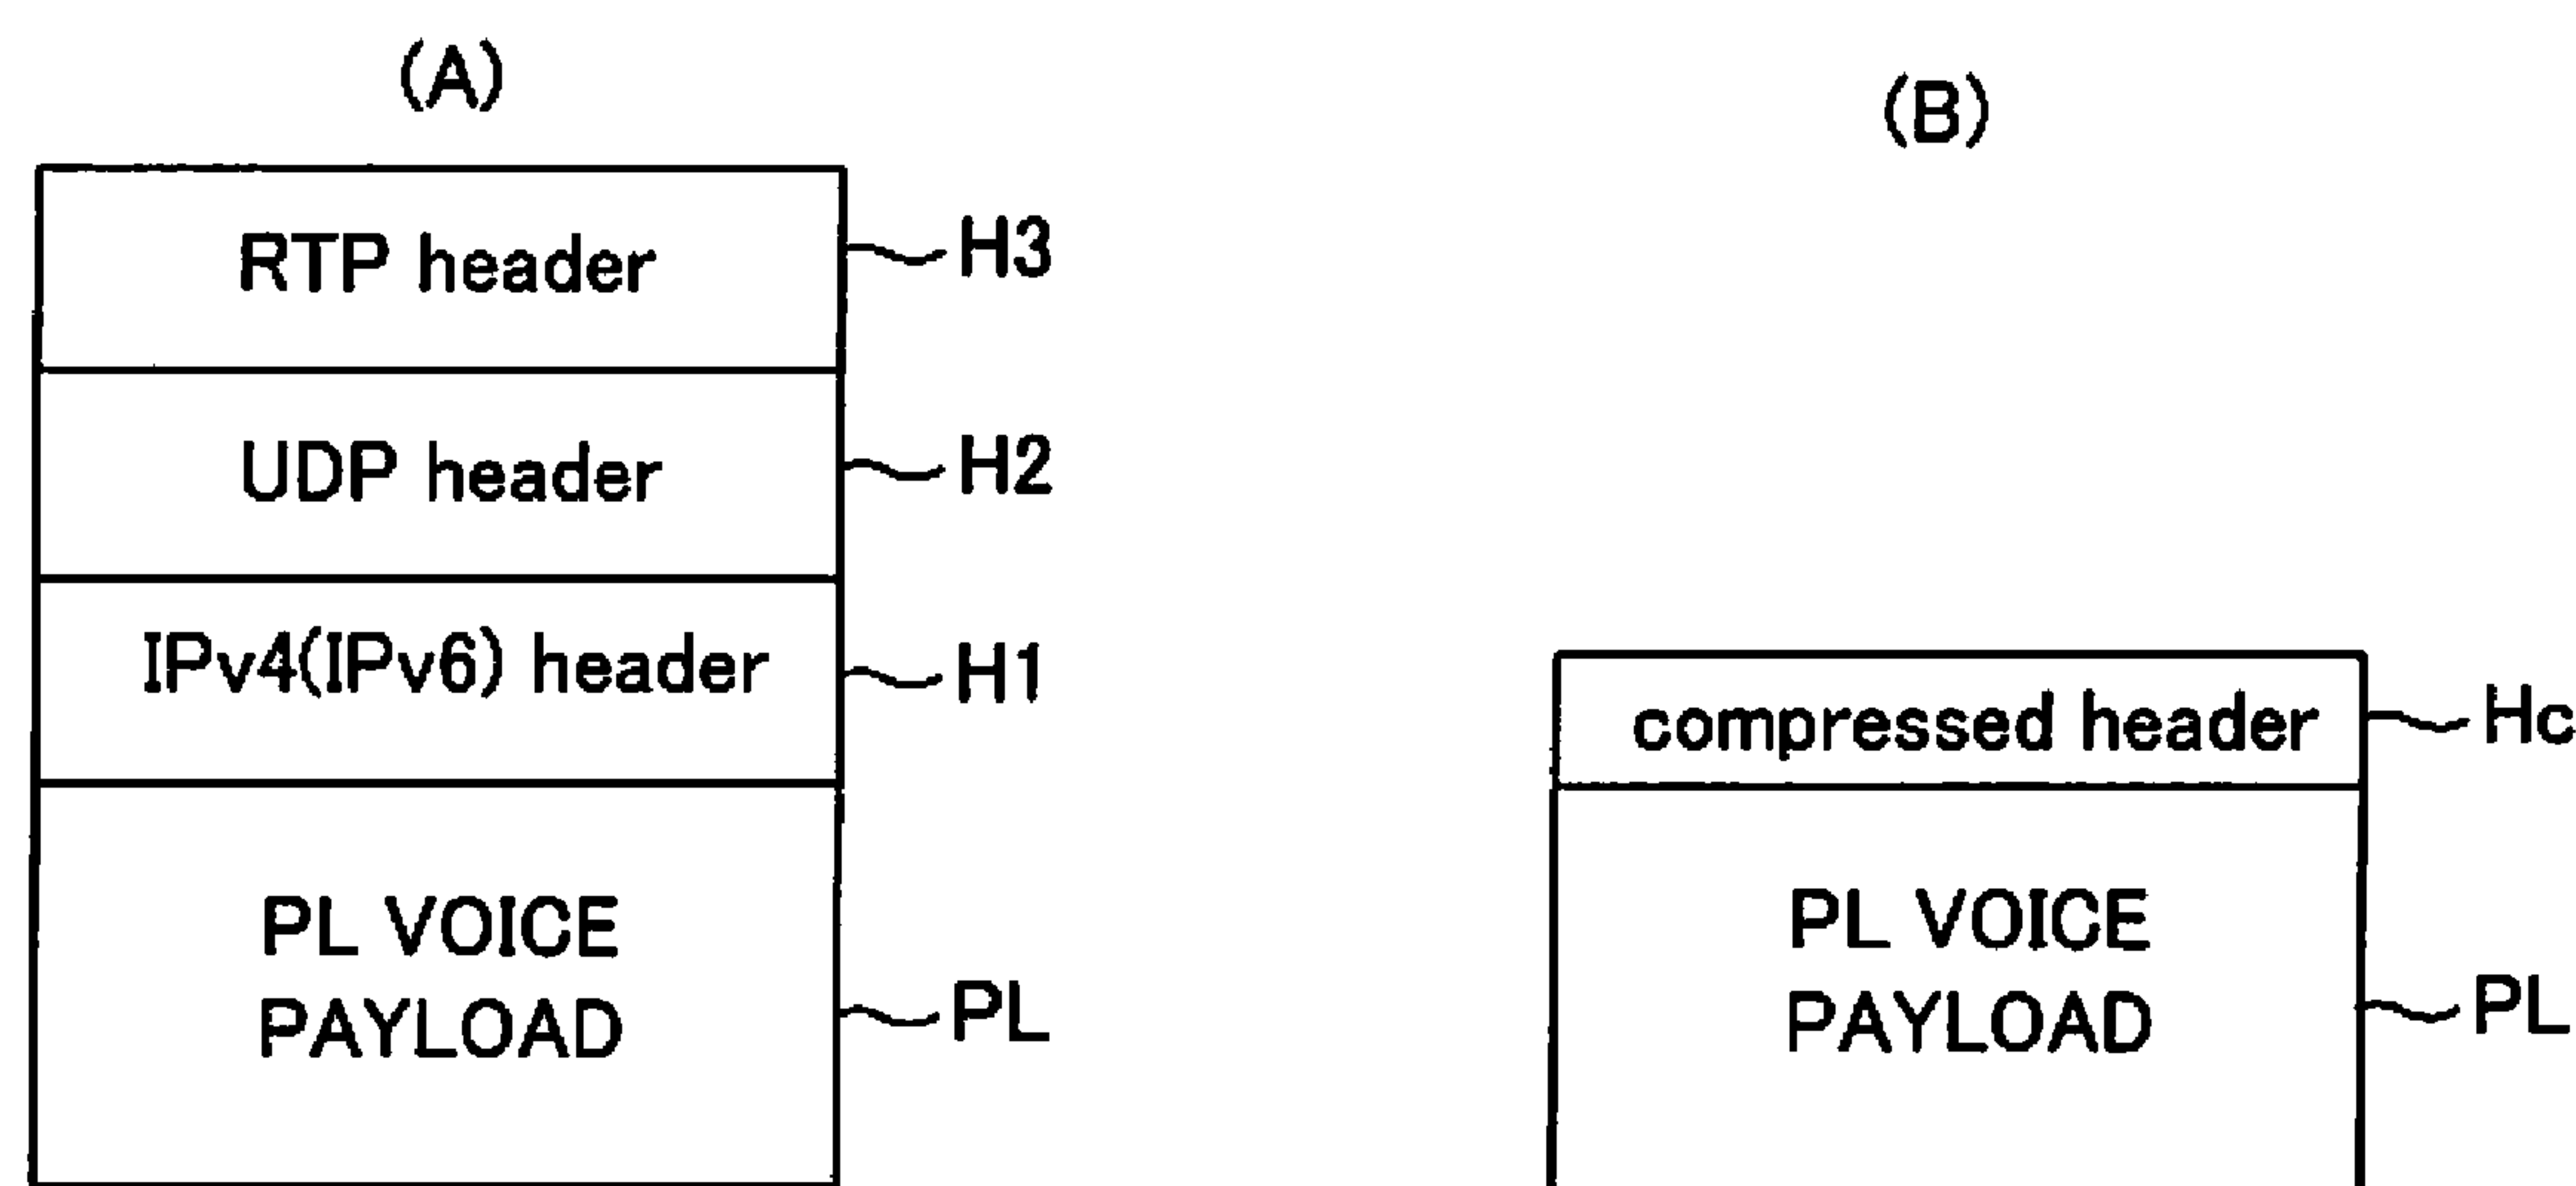 (A)
RTP header
H3
UDP header
H2
IPv4(IPv6) header
H1
PL VOICE
PAYLOAD
PL
(B)
compressed header
Hc
PL VOICE
PAYLOAD
PL